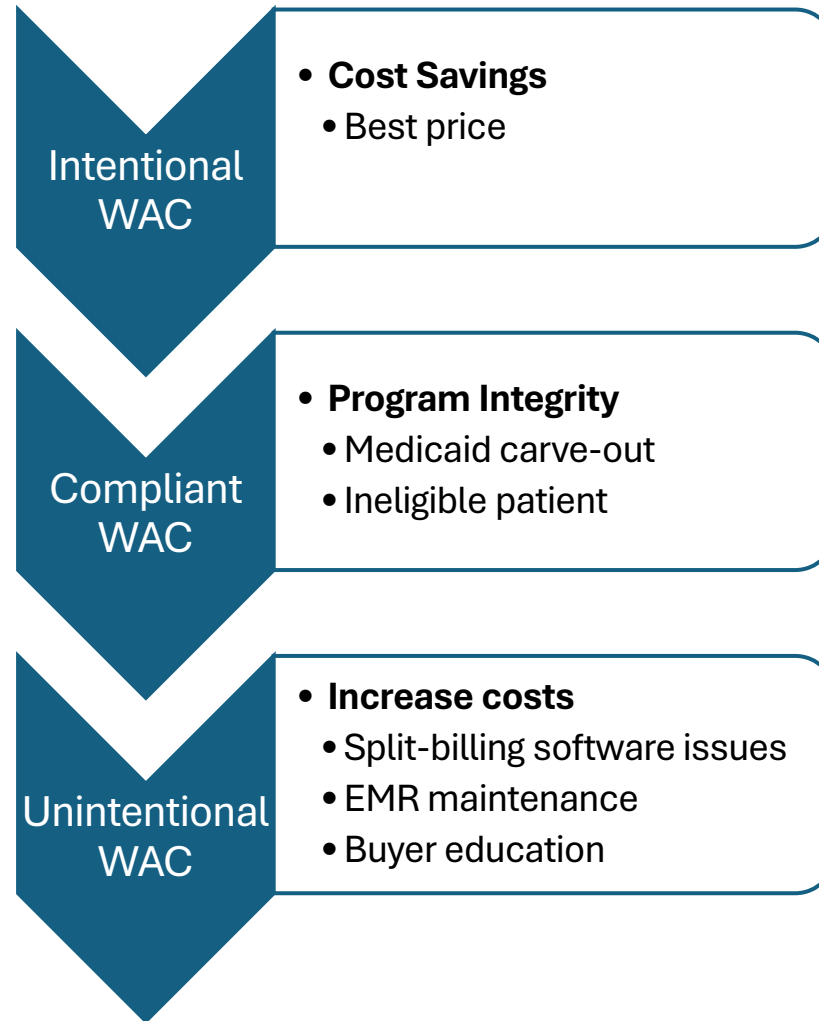 Intentional
WAC
• Cost Savings
• Best price
Compliant
WAC
• Program Integrity
• Medicaid carve-out
• Ineligible patient
Unintentional
WAC
• Increase costs
• Split-billing software issues
• EMR maintenance
• Buyer education